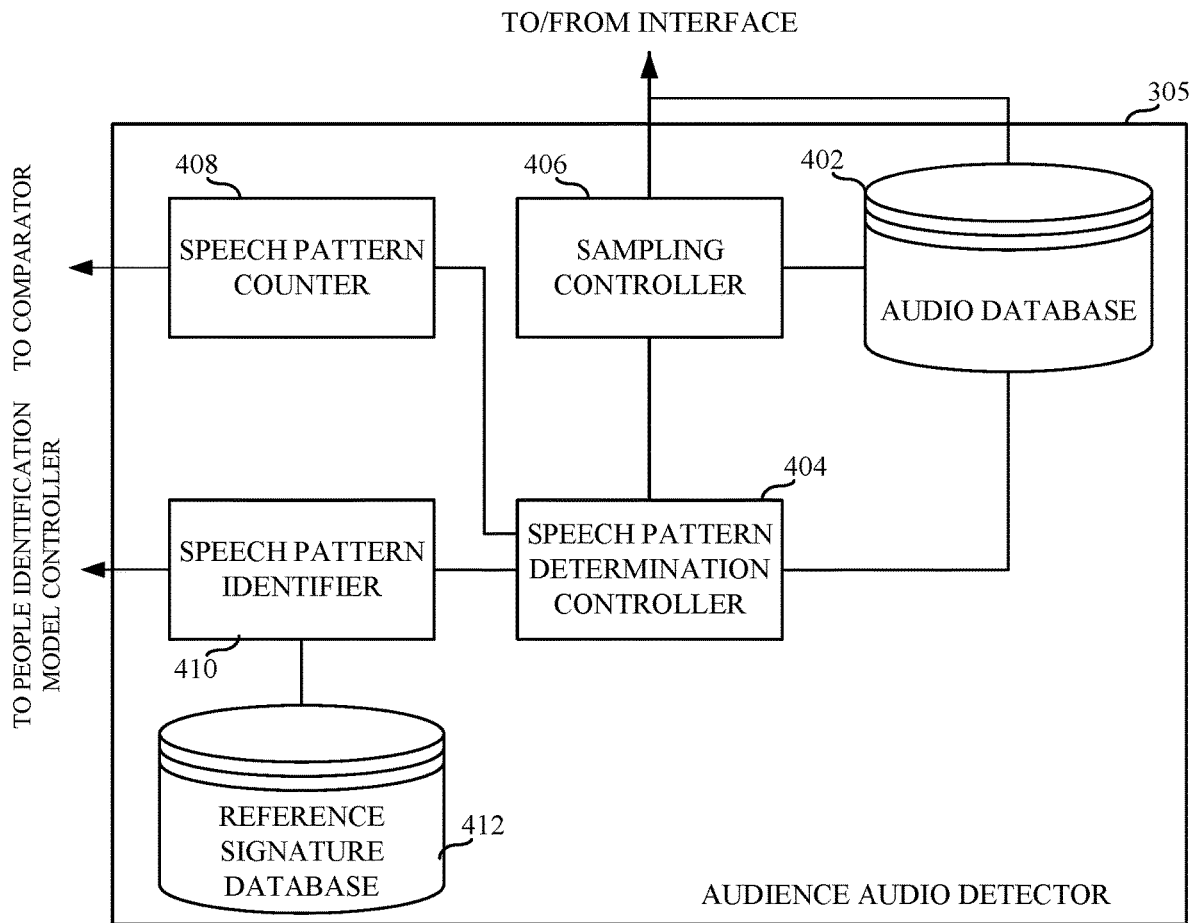 TO/FROM INTERFACE
305
408
406
402
TO COMPARATOR
SPEECH PATTERN
COUNTER
SAMPLING
CONTROLLER
AUDIO DATABASE
404
TO PEOPLE IDENTIFICATION
MODEL CONTROLLER
SPEECH PATTERN
IDENTIFIER
SPEECH PATTERN
DETERMINATION
CONTROLLER
410
REFERENCE
SIGNATURE
DATABASE
412
AUDIENCE AUDIO DETECTOR